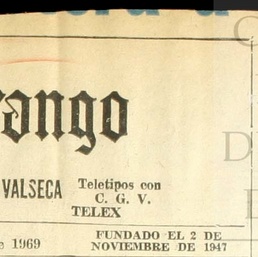 ango
VALSECA Teletipos con
C. G. V.
TELEX
1969
FUNDADO EL 2 DE
NOVIEMBRE DE 1947